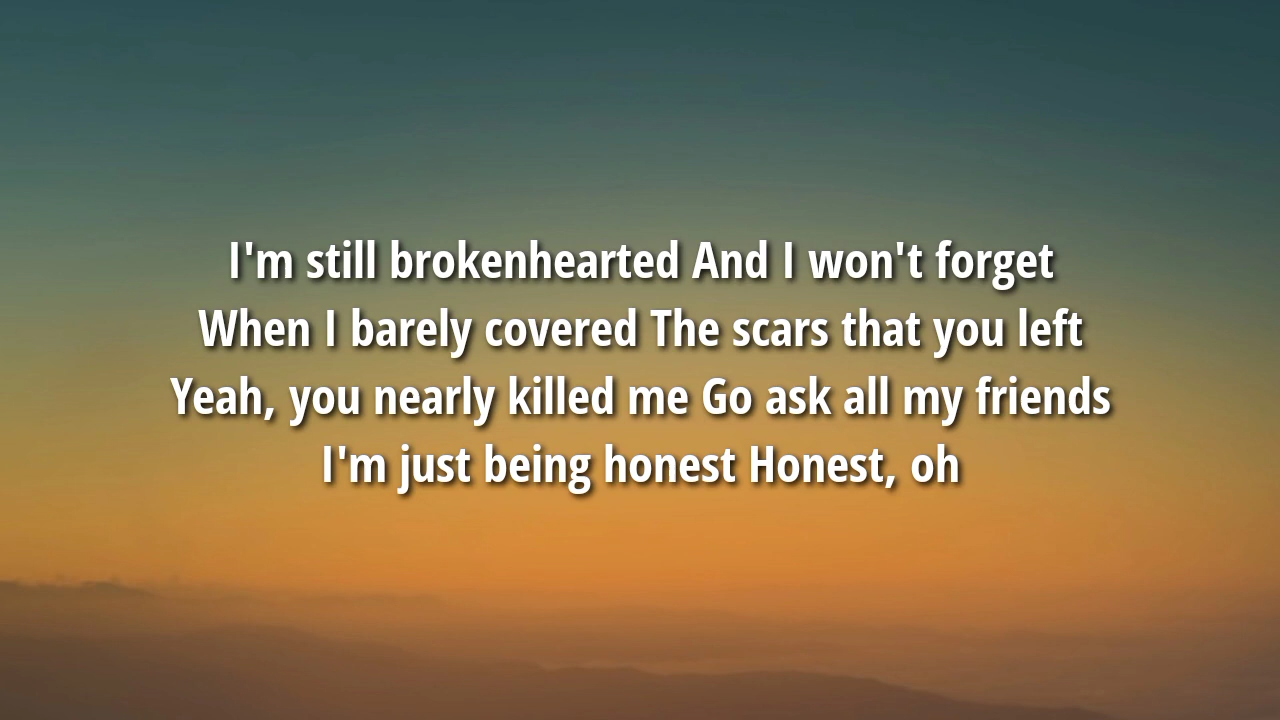 I'm still brokenhearted And I won't forget
When I barely covered The scars that you left
Yeah, you nearly killed me Go ask all my friends
I'm just being honest Honest, oh